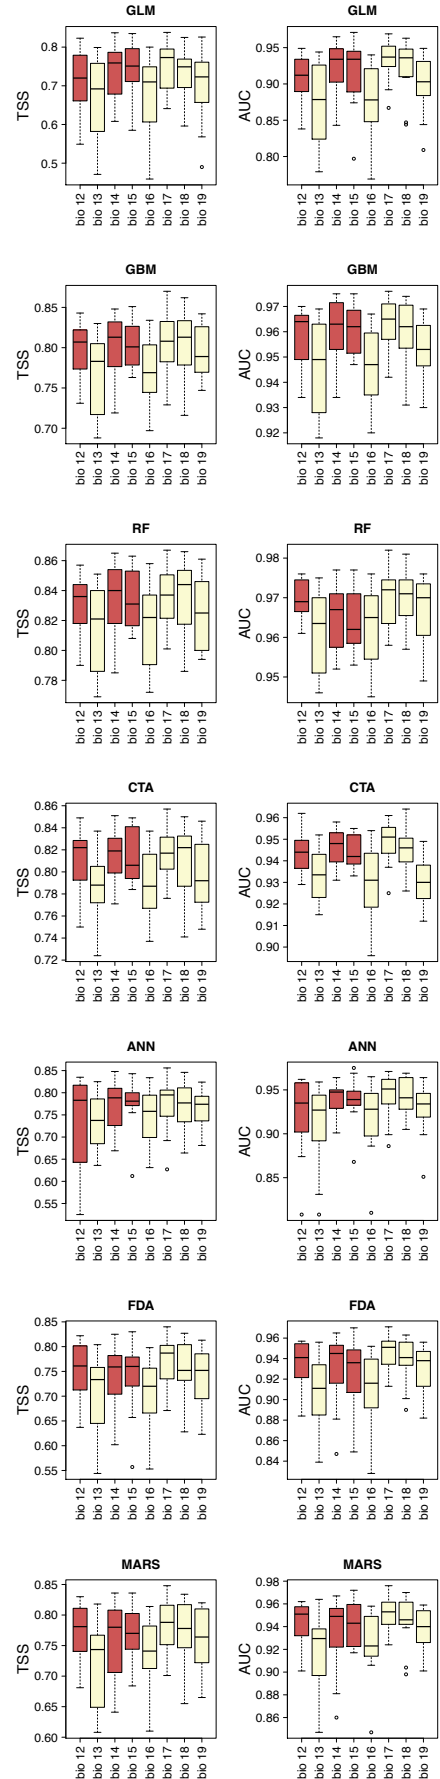 GLM GLM
TSS 0.8 0.7 0.6 0.5
AUC 0.95 0.90 0.85 0.80
bio 12 bio 13 bio 14 bio 15 bio 16 bio 17 bio 18 bio 19 bio 12 bio 13 bio 14 bio 15 bio 16 bio 17 bio 18 bio 19
GBM GBM
TSS 0.85 0.80 0.75 0.70
AUC 0.97 0.96 0.95 0.94 0.93 0.92
bio 12 bio 13 bio 14 bio 15 bio 16 bio 17 bio 18 bio 19 bio 12 bio 13 bio 14 bio 15 bio 16 bio 17 bio 18 bio 19
RF RF
TSS 0.86 0.84 0.82 0.80 0.78
AUC 0.98 0.97 0.96 0.95
bio 12 bio 13 bio 14 bio 15 bio 16 bio 17 bio 18 bio 19 bio 12 bio 13 bio 14 bio 15 bio 16 bio 17 bio 18 bio 19
CTA CTA
TSS 0.86 0.84 0.82 0.80 0.78 0.76 0.74 0.72
AUC 0.96 0.95 0.94 0.93 0.92 0.91 0.90
bio 12 bio 13 bio 14 bio 15 bio 16 bio 17 bio 18 bio 19 bio 12 bio 13 bio 14 bio 15 bio 16 bio 17 bio 18 bio 19
ANN ANN
TSS 0.85 0.80 0.75 0.70 0.65 0.60 0.55
AUC 0.95 0.90 0.85
bio 12 bio 13 bio 14 bio 15 bio 16 bio 17 bio 18 bio 19 bio 12 bio 13 bio 14 bio 15 bio 16 bio 17 bio 18 bio 19
FDA FDA
TSS 0.85 0.80 0.75 0.70 0.65 0.60 0.55
AUC 0.96 0.94 0.92 0.90 0.88 0.86 0.84
bio 12 bio 13 bio 14 bio 15 bio 16 bio 17 bio 18 bio 19 bio 12 bio 13 bio 14 bio 15 bio 16 bio 17 bio 18 bio 19
MARS MARS
TSS 0.85 0.80 0.75 0.70 0.65 0.60
AUC 0.98 0.96 0.94 0.92 0.90 0.88 0.86
bio 12 bio 13 bio 14 bio 15 bio 16 bio 17 bio 18 bio 19 bio 12 bio 13 bio 14 bio 15 bio 16 bio 17 bio 18 bio 19